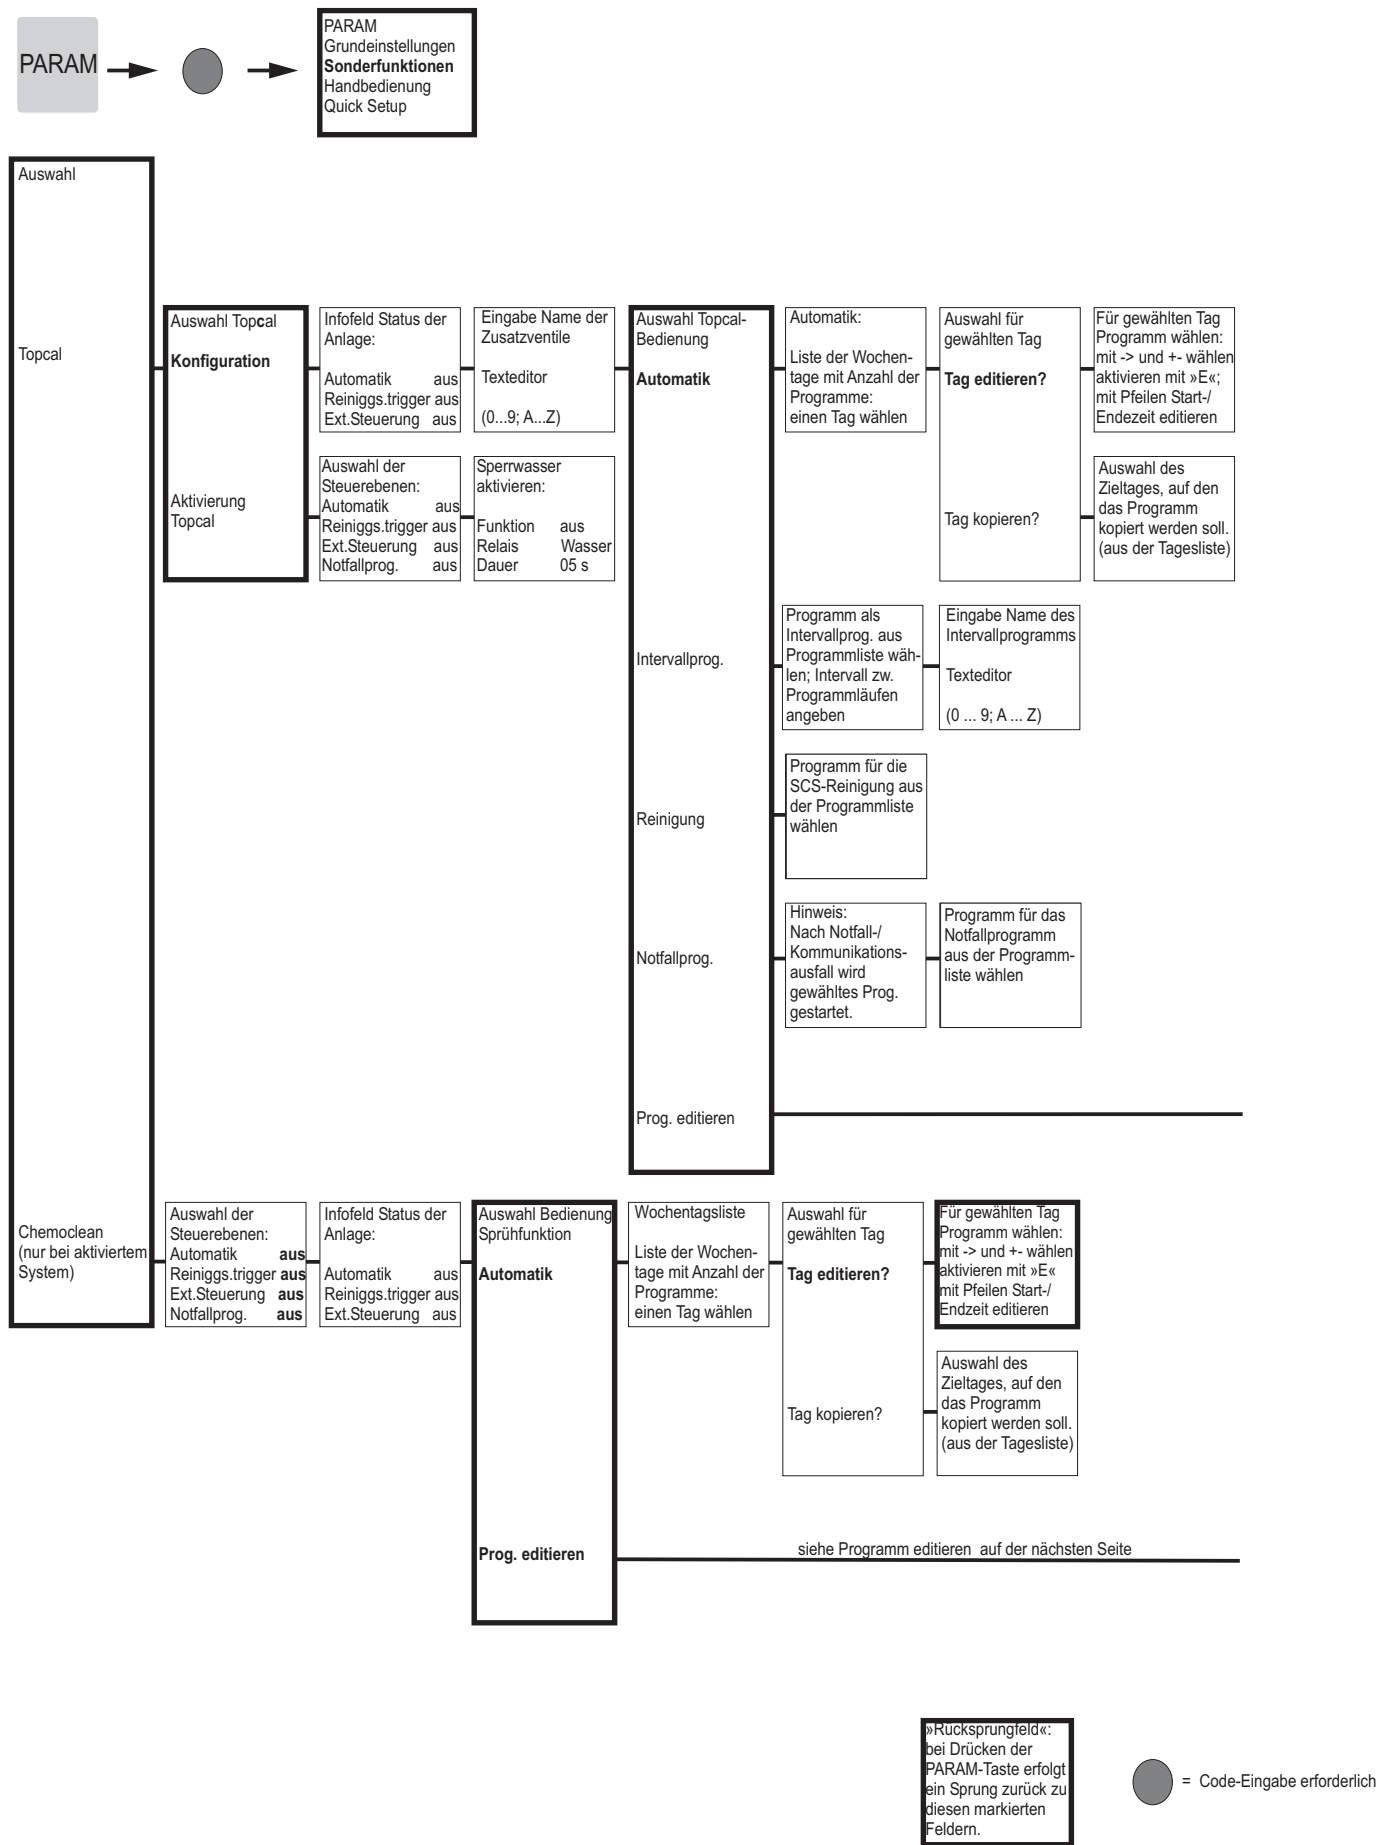 PARAM
PARAM
Grundeinstellungen
Sonderfunktionen
Handbedienung
Quick Setup
Auswahl
Topcal
Auswahl Topcal
Konfiguration
Aktivierung
Topcal
Infofeld Status der
Anlage:
Automatik aus
Reiniggs.trigger aus
Ext.Steuerung aus
Eingabe Name der
Zusatzventile
Texteditor
(0...9; A...Z)
Auswahl der
Steuerebenen:
Automatik aus
Reiniggs.trigger aus
Ext.Steuerung aus
Notfallprog. aus
Sperrwasser
aktivieren:
Funktion aus
Relais Wasser
Dauer 05 s
Auswahl Topcal-
Bedienung
Automatik
Automatik:
Liste der Wochen-
tage mit Anzahl der
Programme:
einen Tag wählen
Auswahl für
gewählten Tag
Tag editieren?
Für gewählten Tag
Programm wählen:
mit -> und +- wählen
aktivieren mit »E«;
mit Pfeilen Start-/
Endezeit editieren
Tag kopieren?
Auswahl des
Zieltages, auf den
das Programm
kopiert werden soll.
(aus der Tagesliste)
Intervallprog.
Programm als
Intervallprog. aus
Programmliste wäh-
len; Intervall zw.
Programmläufen
angeben
Eingabe Name des
Intervallprogramms
Texteditor
(0 ... 9; A ... Z)
Reinigung
Programm für die
SCS-Reinigung aus
der Programmliste
wählen
Notfallprog.
Hinweis:
Nach Notfall-/
Kommunikations-
ausfall wird
gewähltes Prog.
gestartet.
Programm für das
Notfallprogramm
aus der Programm-
liste wählen
Prog. editieren
Chemoclean
(nur bei aktiviertem
System)
Auswahl der
Steuerebenen:
Automatik aus
Reiniggs.trigger aus
Ext.Steuerung aus
Notfallprog. aus
Infofeld Status der
Anlage:
Automatik aus
Reiniggs.trigger aus
Ext.Steuerung aus
Auswahl Bedienung
Sprühfunktion
Automatik
Wochentagsliste
Liste der Wochen-
tage mit Anzahl der
Programme:
einen Tag wählen
Auswahl für
gewählten Tag
Tag editieren?
Für gewählten Tag
Programm wählen:
mit -> und +- wählen
aktivieren mit »E«
mit Pfeilen Start-/
Endzeit editieren
Tag kopieren?
Auswahl des
Zieltages, auf den
das Programm
kopiert werden soll.
(aus der Tagesliste)
Prog. editieren
siehe Programm editieren auf der nächsten Seite
»Rücksprungfeld«:
bei Drücken der
PARAM-Taste erfolgt
ein Sprung zurück zu
diesen markierten
Feldern.
= Code-Eingabe erforderlich